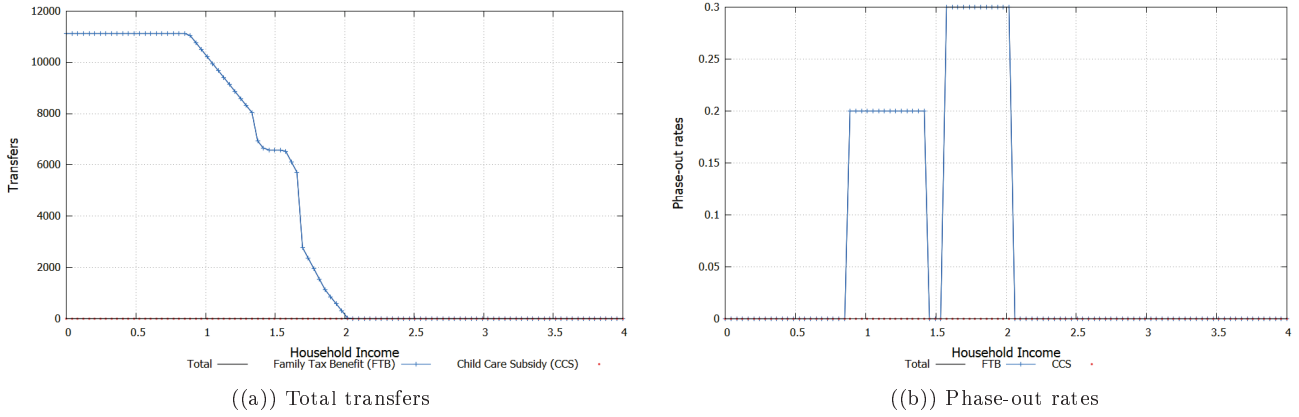 12000
10000
8000
6000
4000
2000
0
Transfers
0 0.5 1 1.5 2 2.5 3 3.5 4
Household Income
Total Family Tax Benefit (FTB) Child Care Subsidy (CCS)
((a)) Total transfers
0.3
0.25
0.2
0.15
0.1
0.05
0
Phase-out rates
0 0.5 1 1.5 2 2.5 3 3.5 4
Household Income
Total FTB CCS
((b)) Phase-out rates